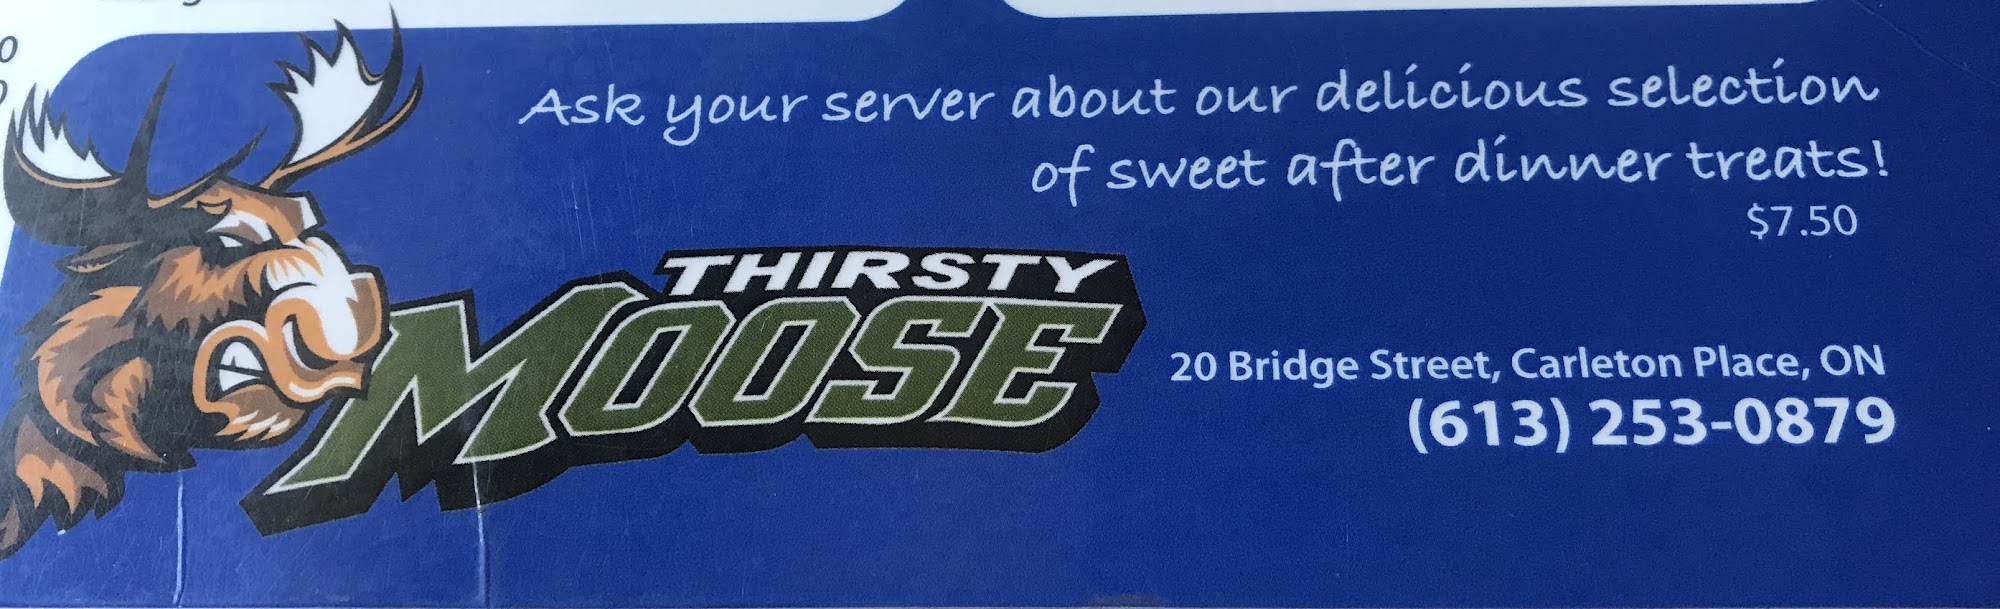 Ask your server about our delicious selection
of sweet after dinner treats!
$7.50
THIRSTY
MOOSE
20 Bridge Street, Carleton Place, ON
(613) 253-0879